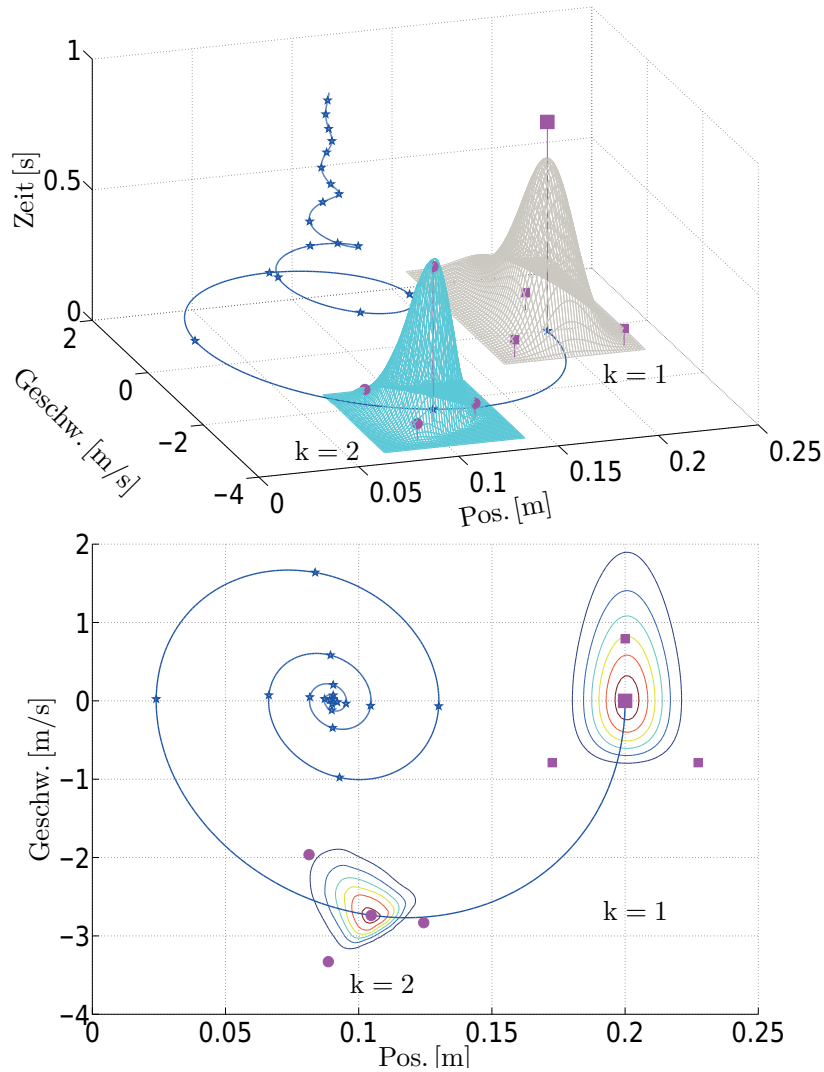 1
0.5
0
Zeit [s]
2
0
−2
−4
Geschw. [m/s]
0
0.05
0.1
0.15
0.2
0.25
Pos. [m]
k = 1
k = 2
2
1
0
−1
−2
−3
−4
Geschw. [m/s]
k = 1
k = 2
0
0.05
0.1
0.15
0.2
0.25
Pos. [m]